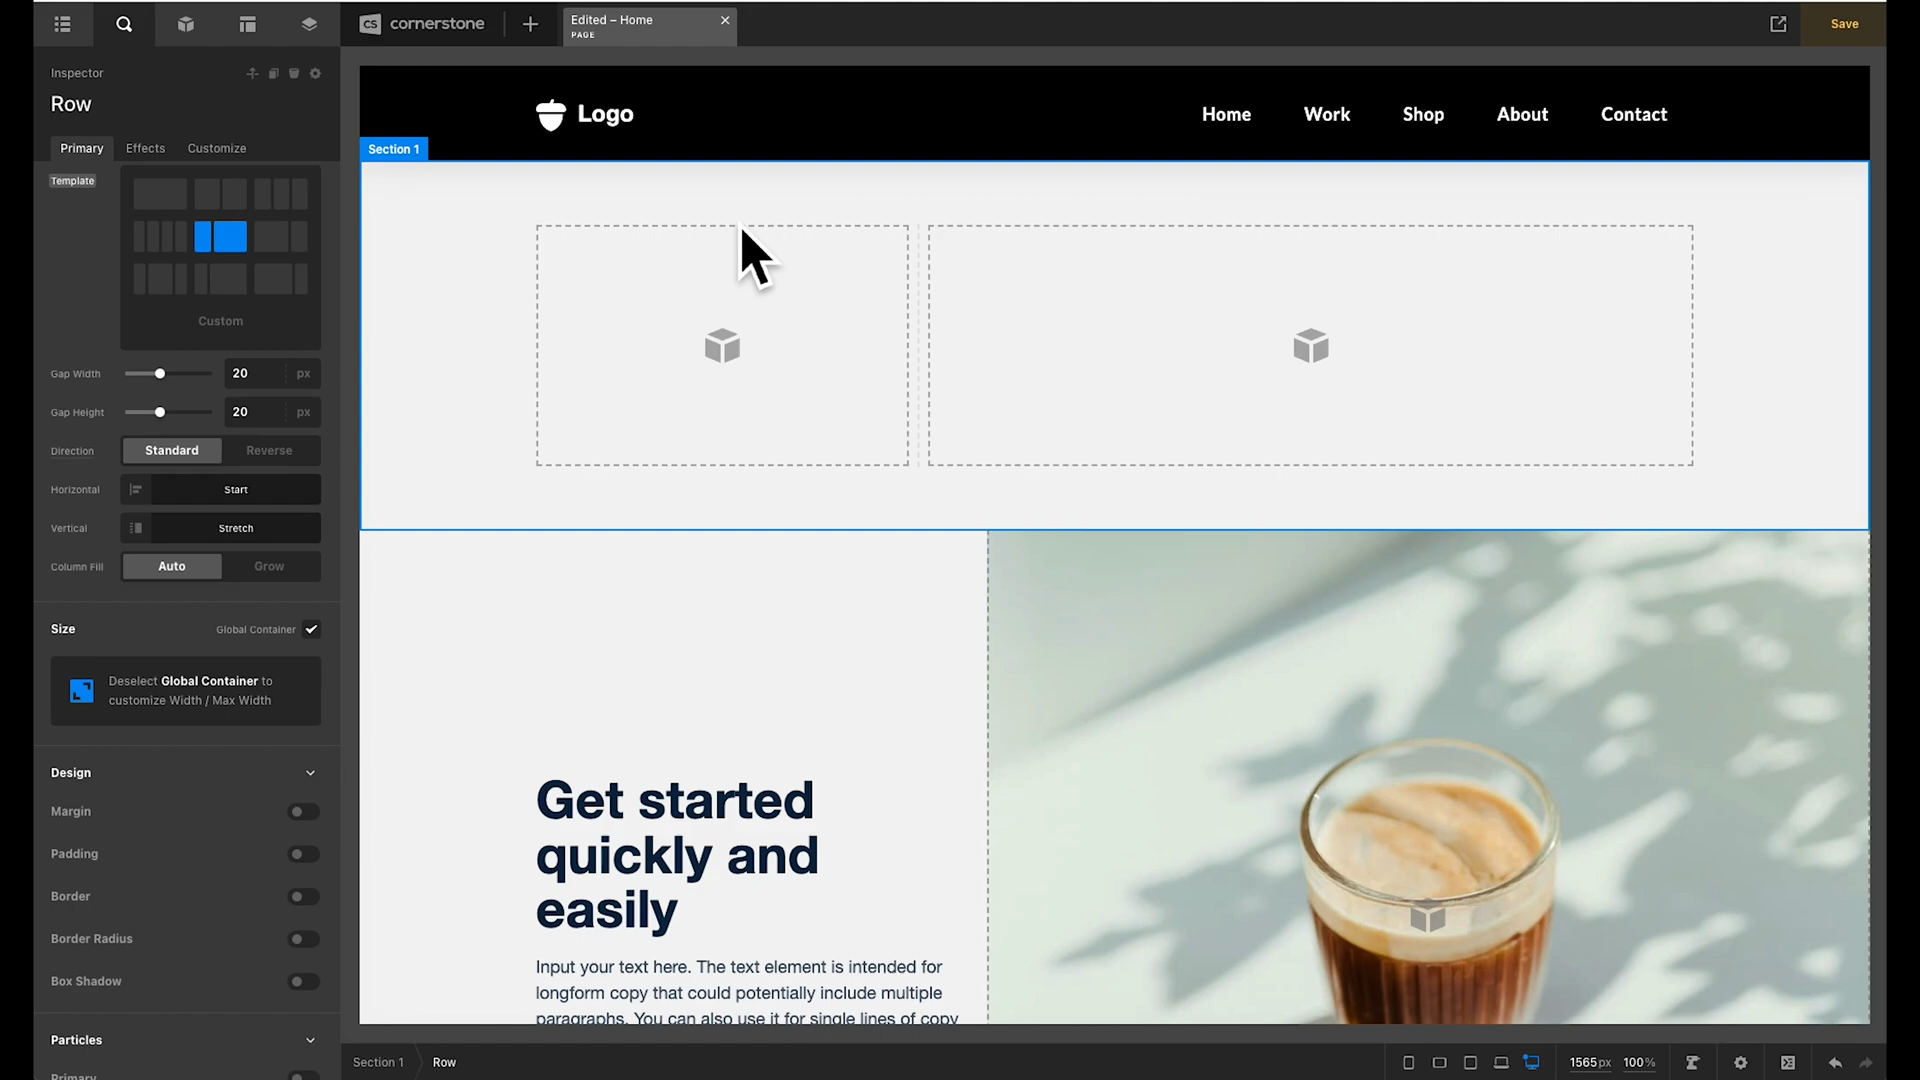 CS cornerstone
Edited – Home
PAGE
Save
Inspector
Row
Primary
Effects
Customize
Template
Custom
Gap Width
20
px
Gap Height
20
px
Direction
Standard
Reverse
Horizontal
Start
Vertical
Stretch
Column Fill
Auto
Grow
Size
Global Container
Deselect Global Container to
customize Width / Max Width
Design
Margin
Padding
Border
Border Radius
Box Shadow
Particles
Primary
Logo
Home
Work
Shop
About
Contact
Section 1
Get started
quickly and
easily
Input your text here. The text element is intended for
longform copy that could potentially include multiple
paragraphs. You can also use it for single lines of copy
Section 1
Row
1565px
100%